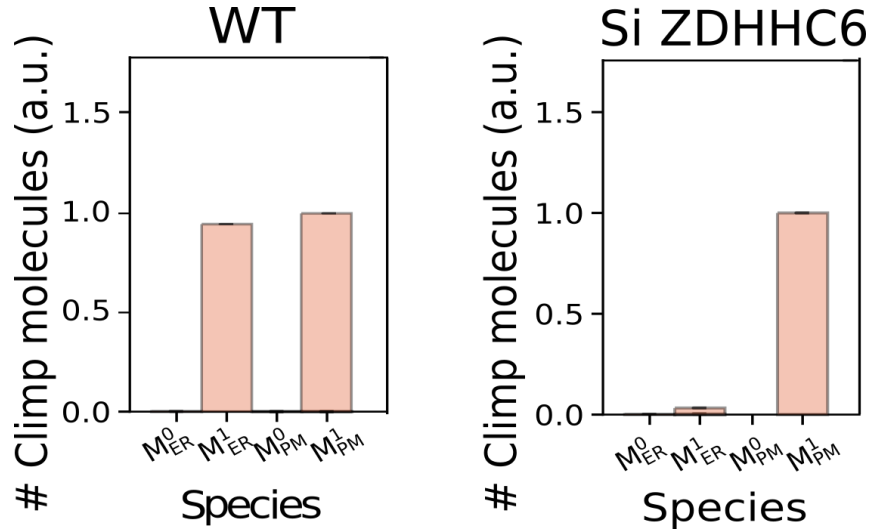 WT
# Climp molecules (a.u.)
1.5
1.0
0.5
0.0
M⁰ER M¹ER M⁰PM M¹PM
Species
Si ZDHHC6
# Climp molecules (a.u.)
1.5
1.0
0.5
0.0
M⁰ER M¹ER M⁰PM M¹PM
Species